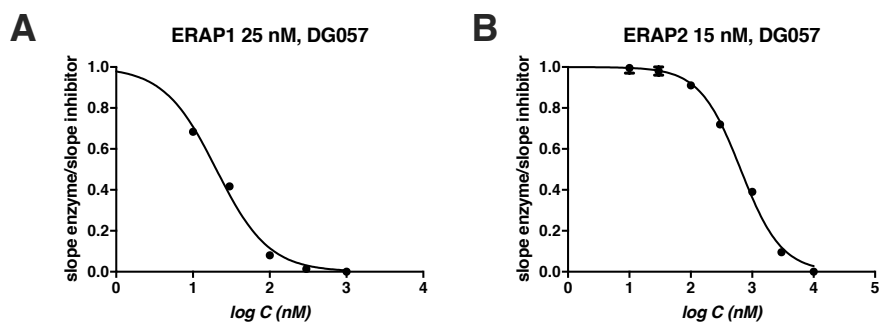 A
ERAP1 25 nM, DG057
slope enzyme/slope inhibitor
1.0
0.8
0.6
0.4
0.2
0.0
0 1 2 3 4
log C (nM)
B
ERAP2 15 nM, DG057
slope enzyme/slope inhibitor
1.0
0.8
0.6
0.4
0.2
0.0
0 1 2 3 4 5
log C (nM)